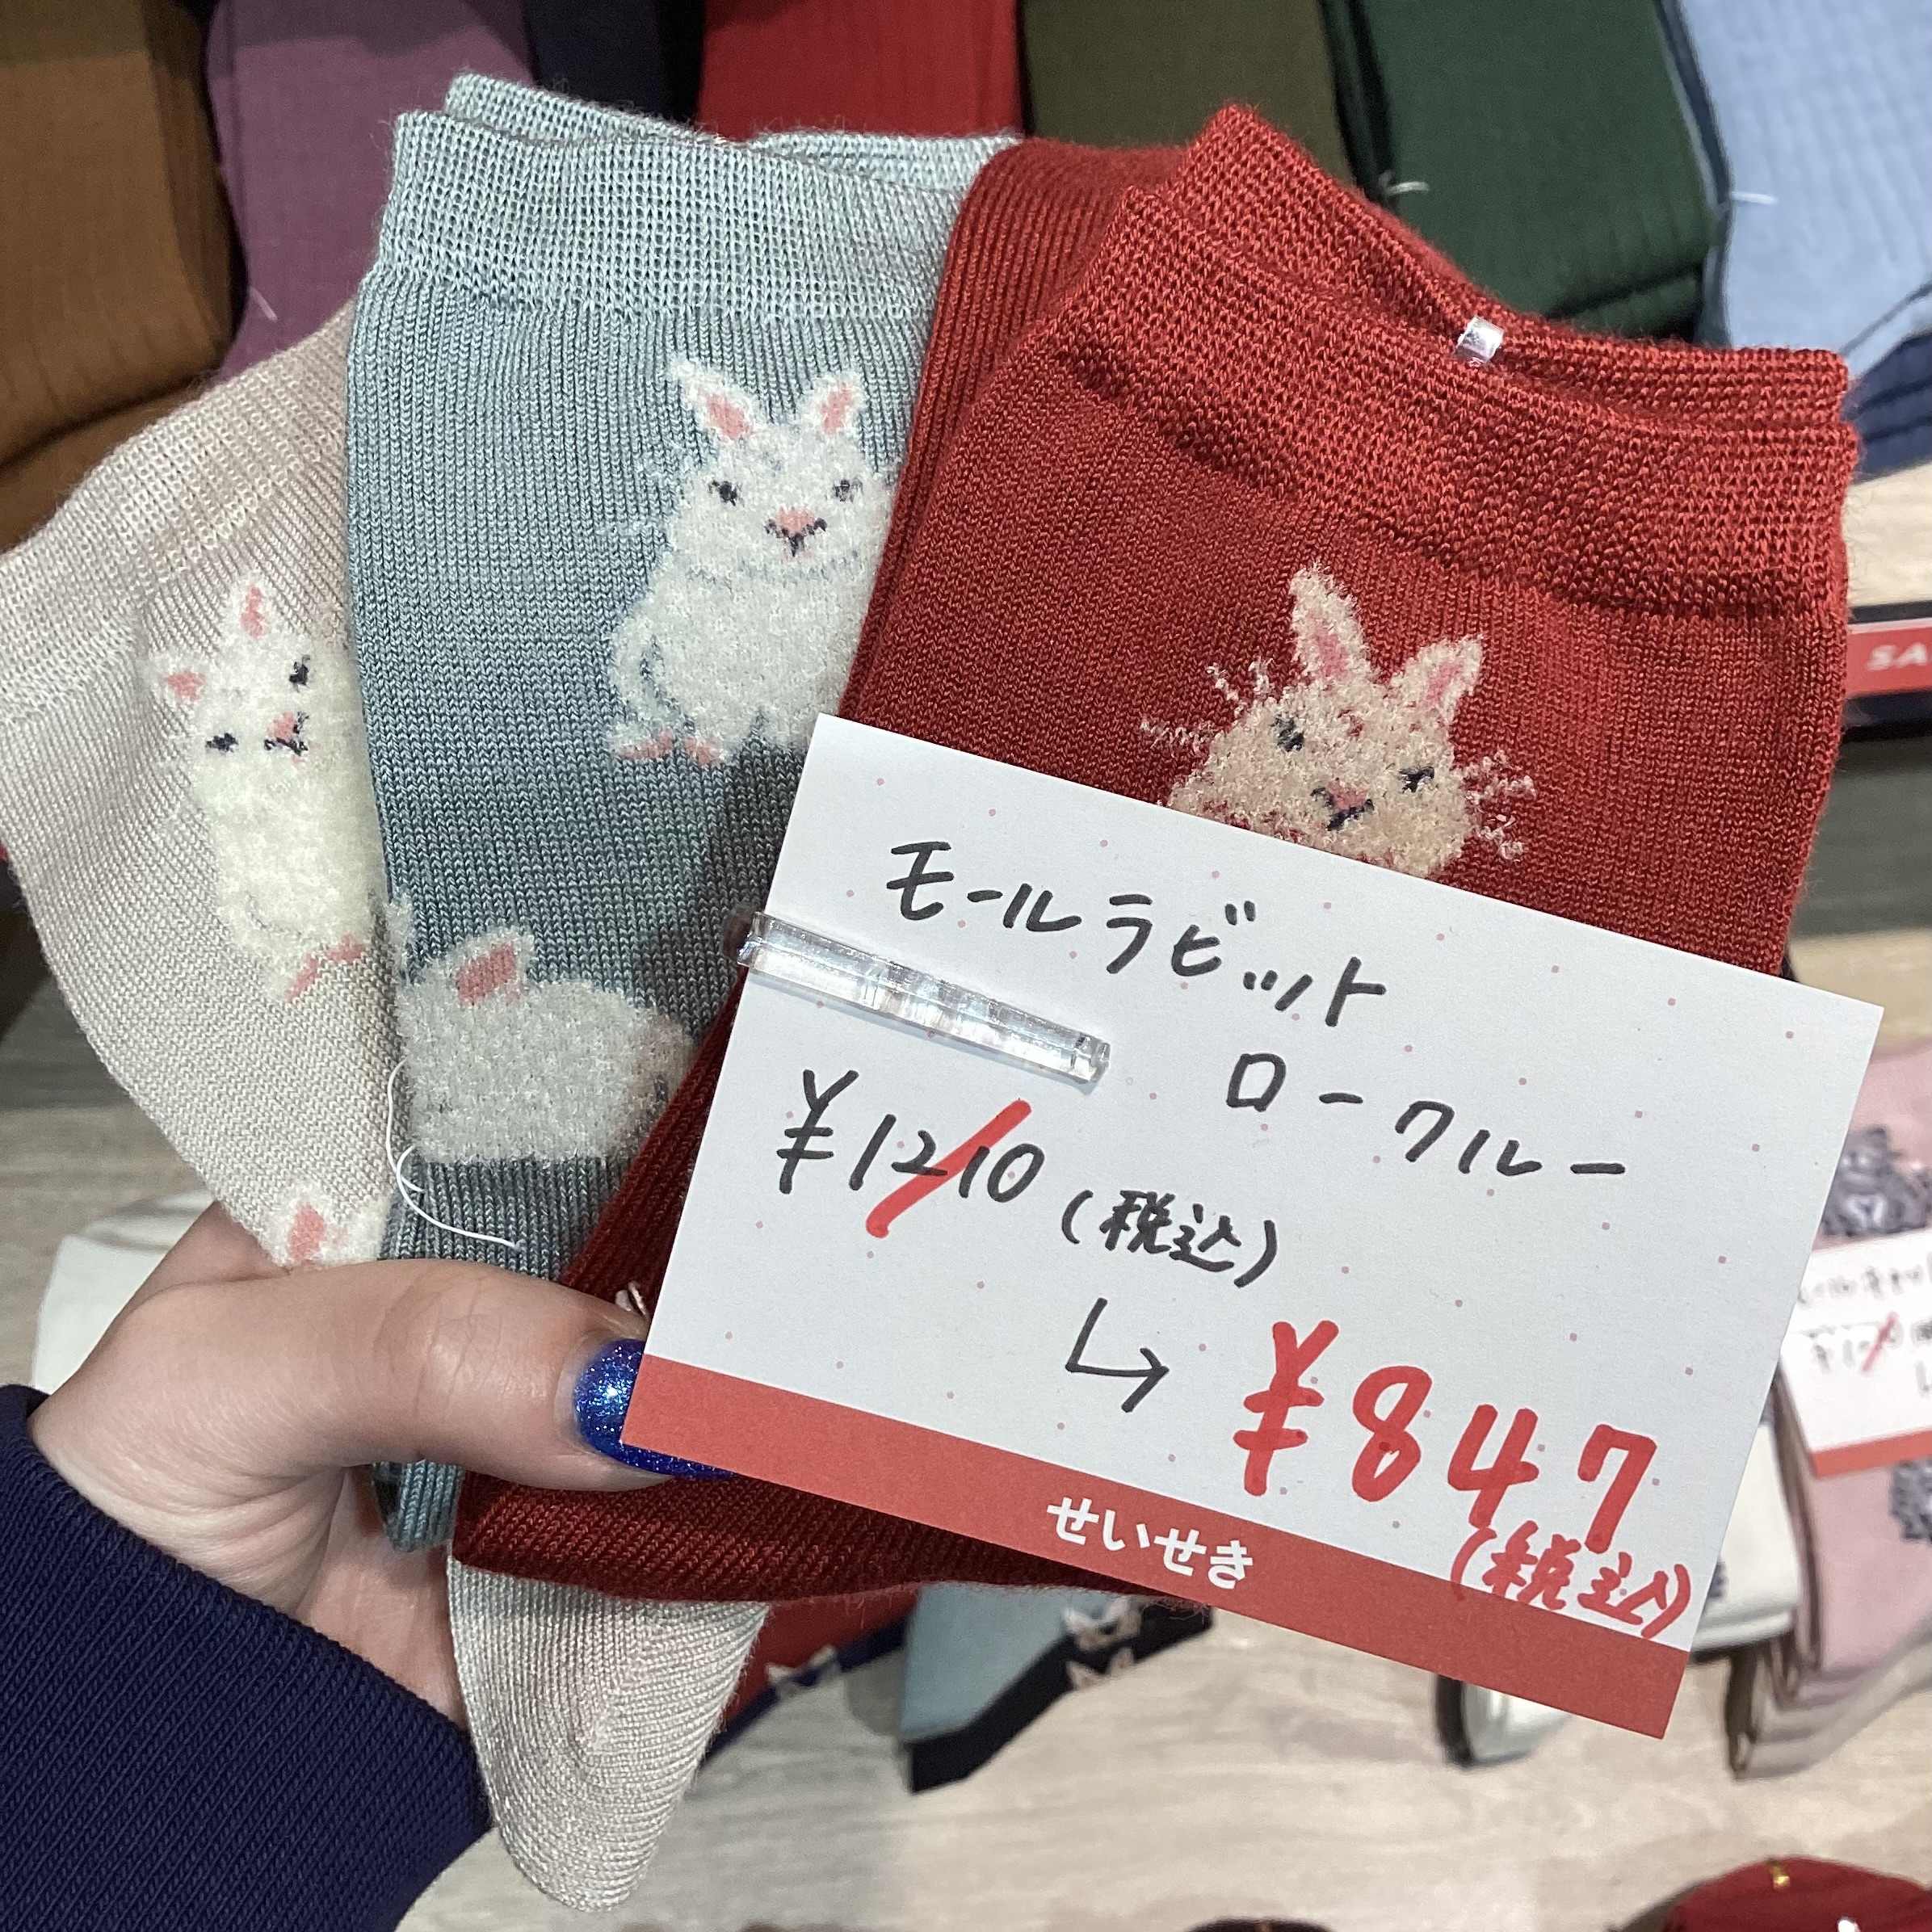 モールラビット
ロークルー
¥1210(税込)
↳ ¥847
(税込)
せいせき
SA